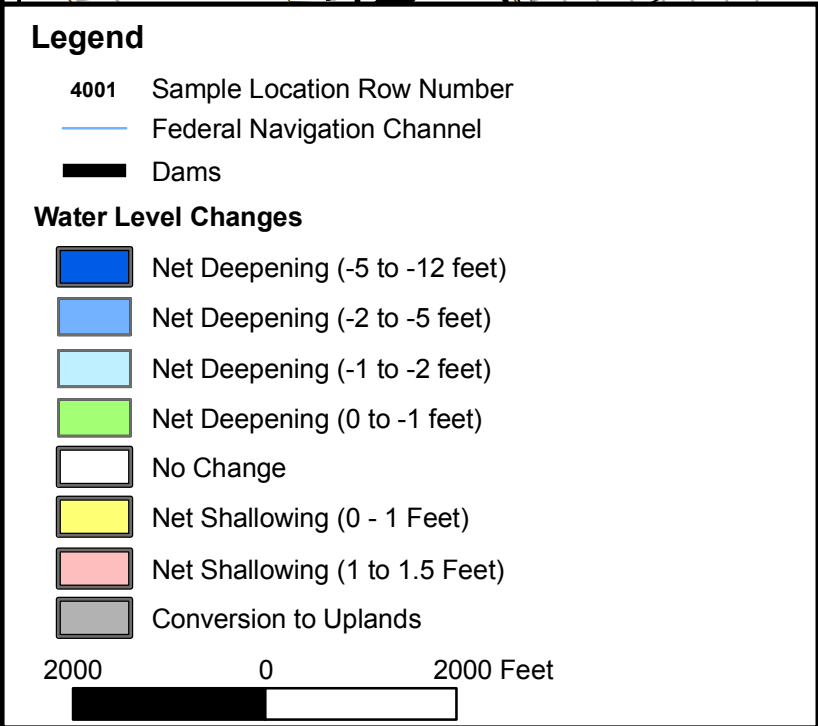 Legend
4001 Sample Location Row Number
Federal Navigation Channel
Dams
Water Level Changes
Net Deepening (-5 to -12 feet)
Net Deepening (-2 to -5 feet)
Net Deepening (-1 to -2 feet)
Net Deepening (0 to -1 feet)
No Change
Net Shallowing (0 - 1 Feet)
Net Shallowing (1 to 1.5 Feet)
Conversion to Uplands
2000 0 2000 Feet